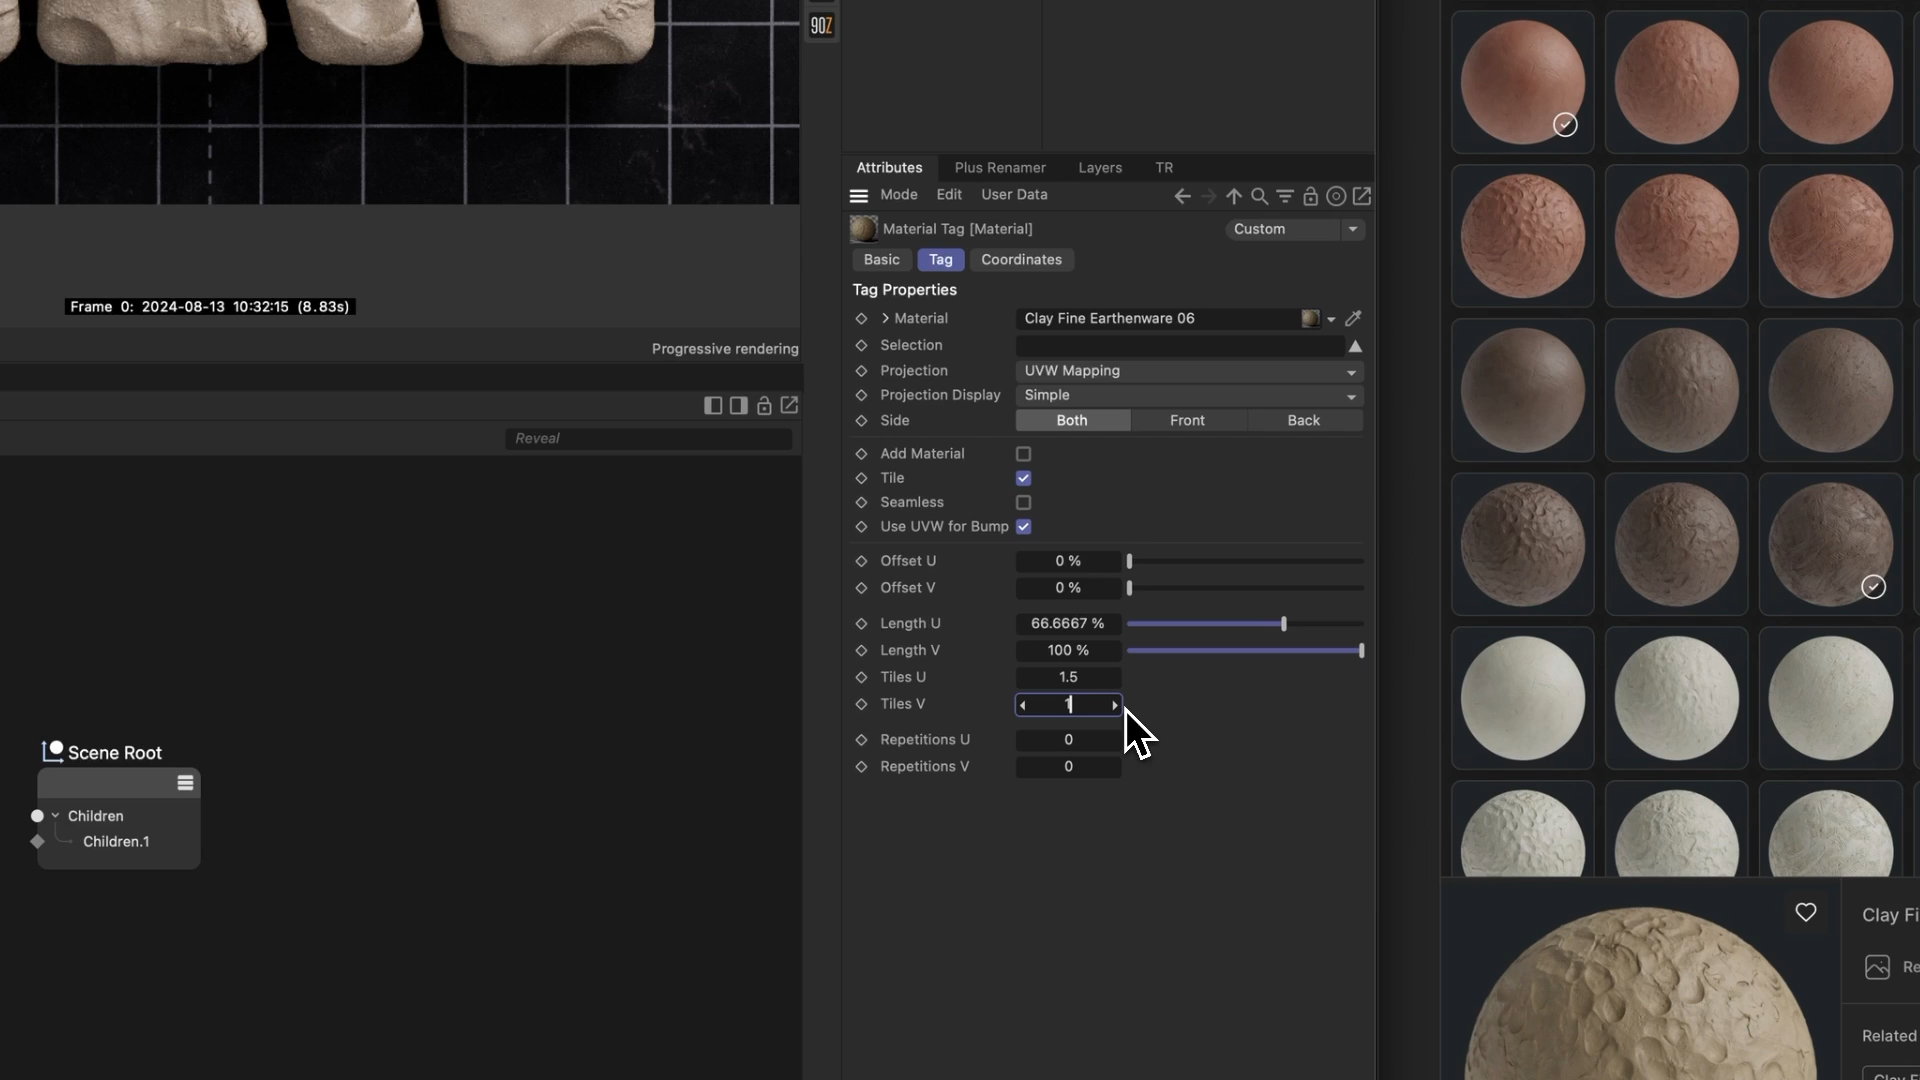 90Z
Attributes
Plus Renamer
Layers
TR
Mode
Edit
User Data
Material Tag [Material]
Custom
Basic
Tag
Coordinates
Tag Properties
Material
Clay Fine Earthenware 06
Selection
Projection
UVW Mapping
Projection Display
Simple
Side
Both
Front
Back
Add Material
Tile
Seamless
Use UVW for Bump
Offset U
0 %
Offset V
0 %
Length U
66.6667 %
Length V
100 %
Tiles U
1.5
Tiles V
1
Repetitions U
0
Repetitions V
0
Frame 0: 2024-08-13 10:32:15 (8.83s)
Progressive rendering
Reveal
Scene Root
Children
Children.1
Clay Fi
Re
Related